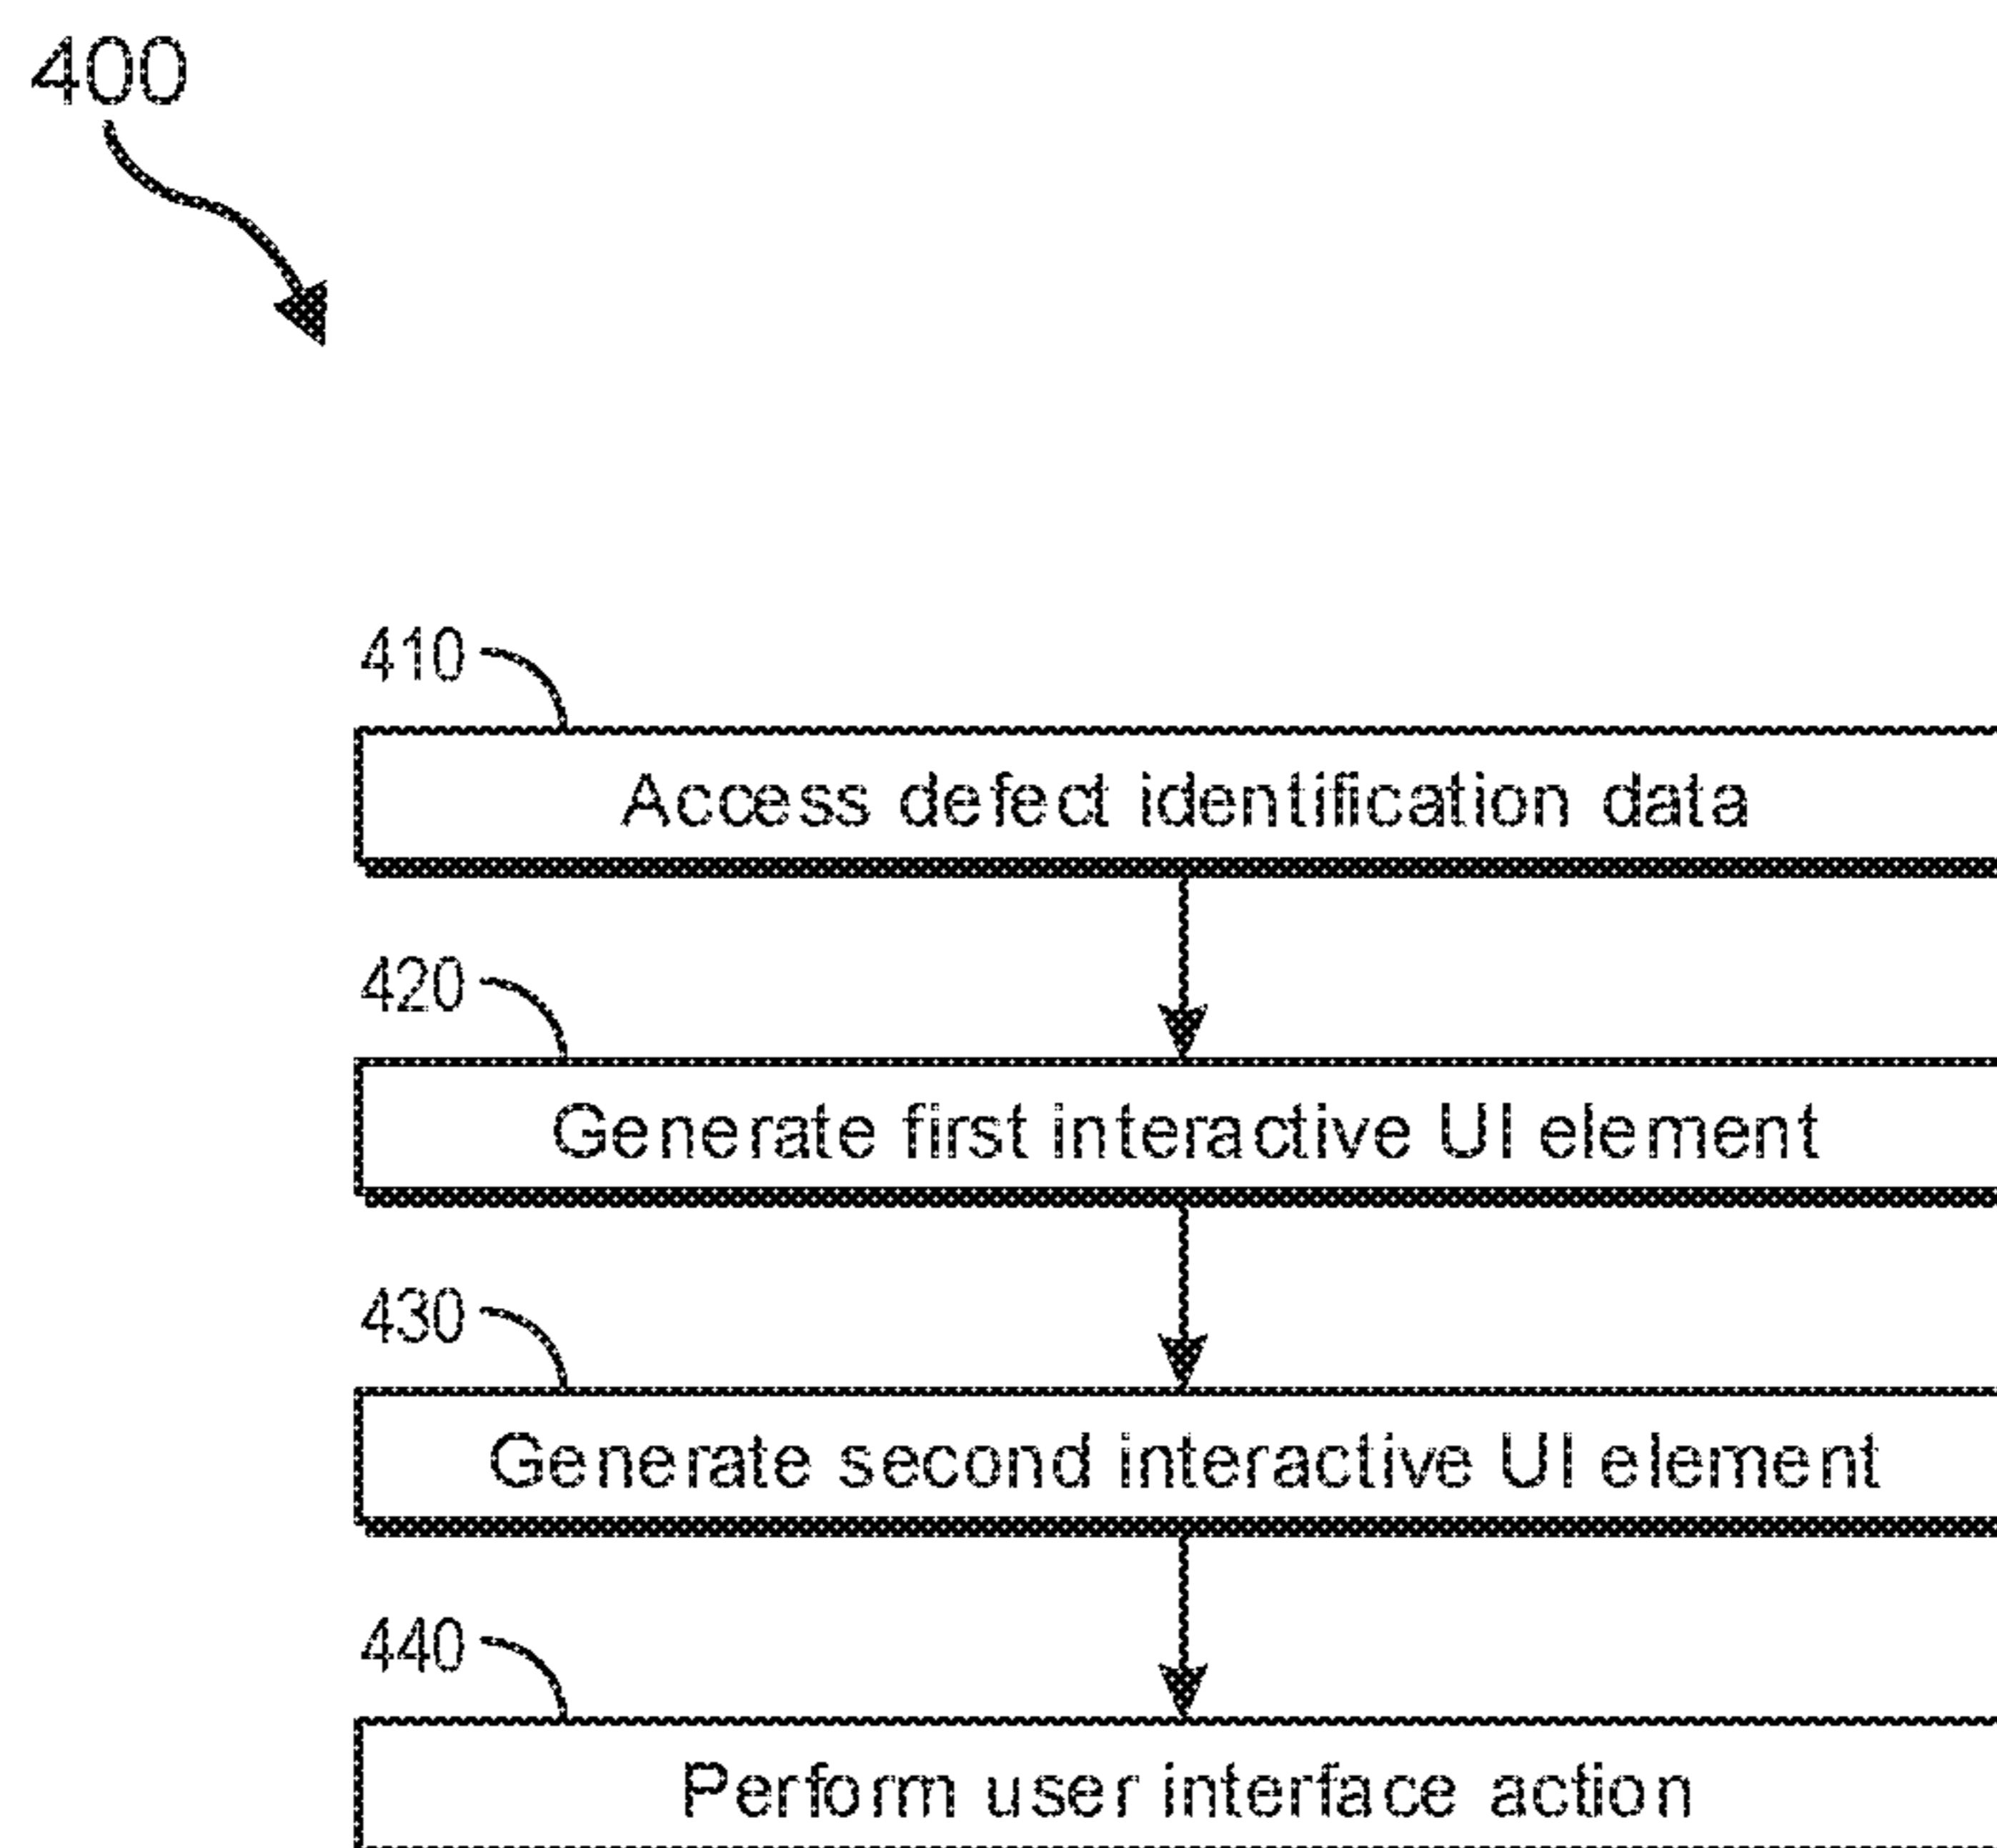 400
410
Access defect identification data
420
Generate first interactive UI element
430
Generate second interactive UI element
440
Perform user interface action